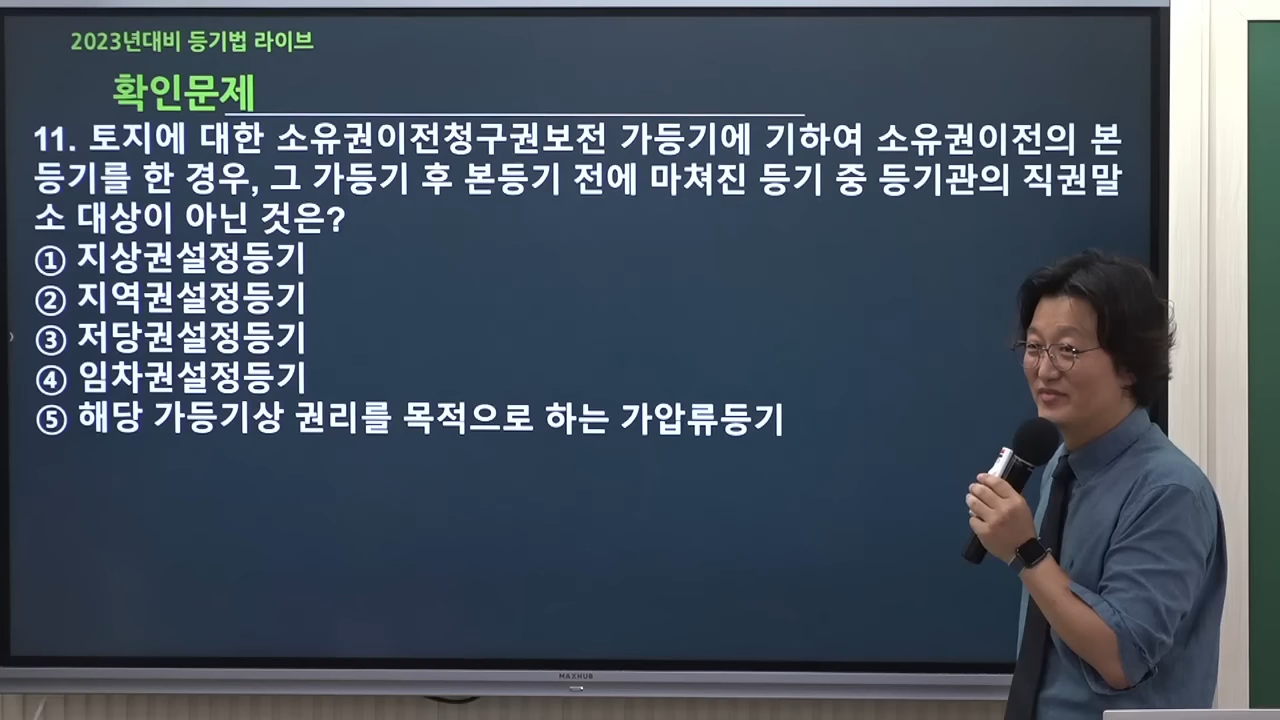 2023년대비 등기법 라이브
확인문제
11. 토지에 대한 소유권이전청구권보전 가등기에 기하여 소유권이전의 본
등기를 한 경우, 그 가등기 후 본등기 전에 마쳐진 등기 중 등기관의 직권말
소 대상이 아닌 것은?
① 지상권설정등기
② 지역권설정등기
③ 저당권설정등기
④ 임차권설정등기
⑤ 해당 가등기상 권리를 목적으로 하는 가압류등기
MAXHUB